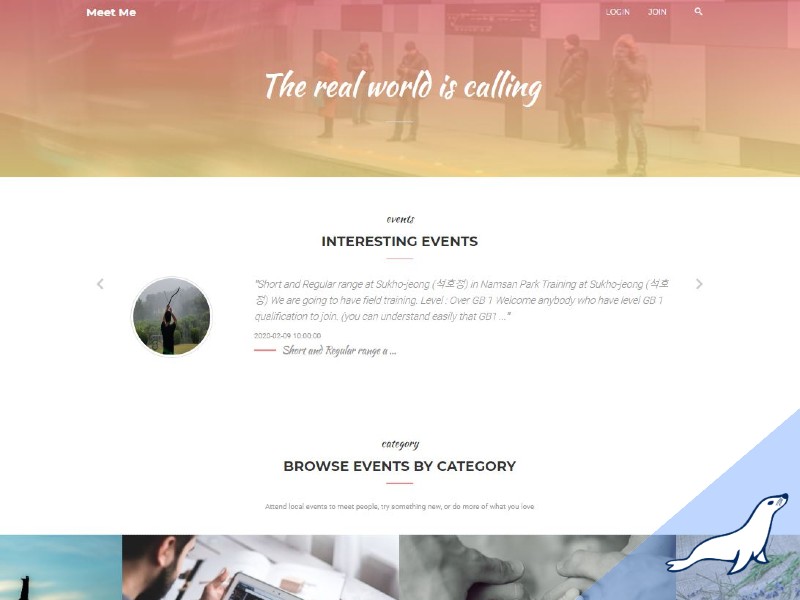 Meet Me
LOGIN JOIN
The real world is calling
events
INTERESTING EVENTS
"Short and Regular range at Sukho-jeong (석호정) in Namsan Park Training at Sukho-jeong (석호
정) We are going to have field training. Level : Over GB 1 Welcome anybody who have level GB 1
qualification to join. (you can understand easily that GB1 ..."
2020-02-09 10:00:00
Short and Regular range a ...
category
BROWSE EVENTS BY CATEGORY
Attend local events to meet people, try something new, or do more of what you love